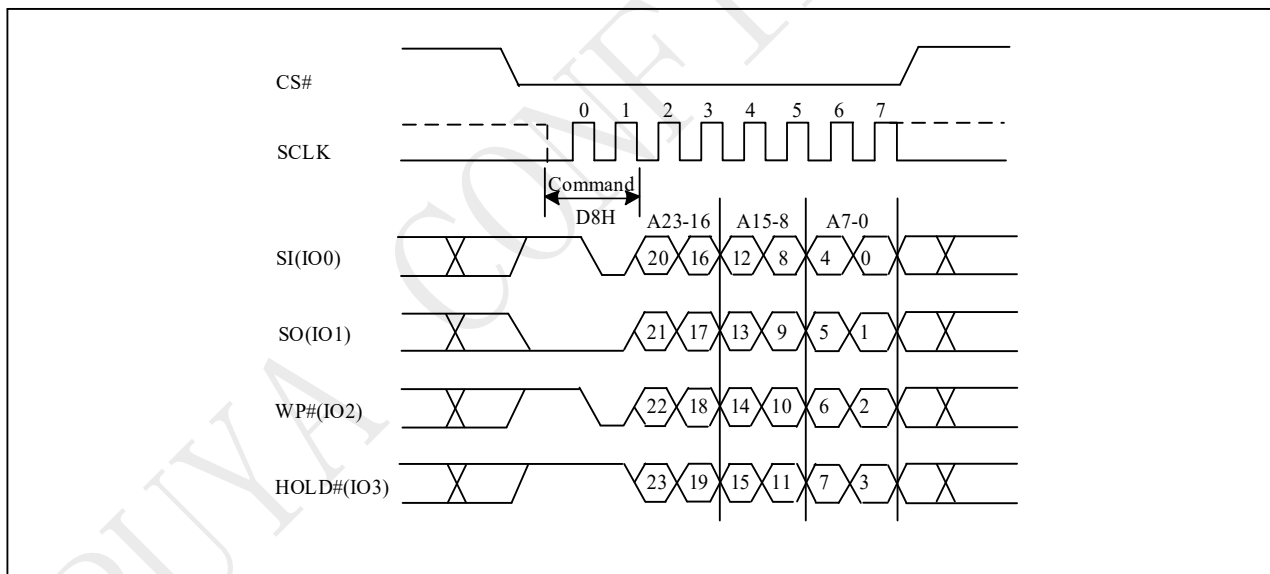 PUYA CONFI
CS#
0 1 2 3 4 5 6 7
SCLK
Command
D8H
A23-16 A15-8 A7-0
SI(IO0) 20 16 12 8 4 0
SO(IO1) 21 17 13 9 5 1
WP#(IO2) 22 18 14 10 6 2
HOLD#(IO3) 23 19 15 11 7 3